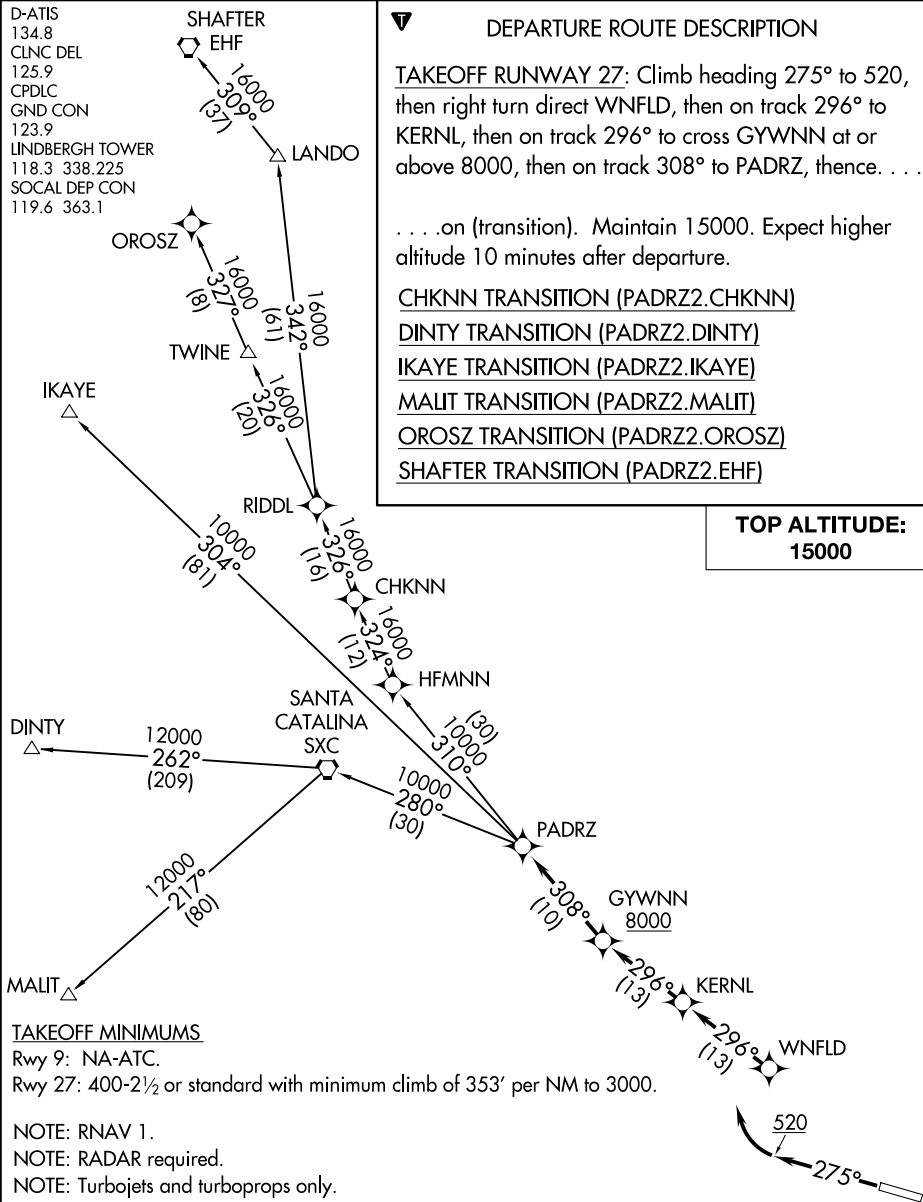 D-ATIS
134.8
CLNC DEL
125.9
CPDLC
GND CON
123.9
LINDBERGH TOWER
118.3 338.225
SOCAL DEP CON
119.6 363.1
SHAFTER
EHF
16000
309°
(37)
LANDO
OROSZ
16000
327°
(8)
16000
342°
(61)
TWINE
IKAYE
16000
326°
(20)
RIDDL
10000
304°
(81)
16000
326°
(16)
CHKNN
16000
324°
(12)
HFMNN
SANTA
CATALINA
SXC
DINTY
12000
262°
(209)
(30)
10000
310°
10000
280°
(30)
PADRZ
12000
217°
(80)
308°
(10)
GYWNN
8000
MALIT
296°
(13)
KERNL
296°
(13)
WNFLD
520
275°
T
DEPARTURE ROUTE DESCRIPTION
TAKEOFF RUNWAY 27: Climb heading 275° to 520,
then right turn direct WNFLD, then on track 296° to
KERNL, then on track 296° to cross GYWNN at or
above 8000, then on track 308° to PADRZ, thence. . . .
. . . .on (transition). Maintain 15000. Expect higher
altitude 10 minutes after departure.
CHKNN TRANSITION (PADRZ2.CHKNN)
DINTY TRANSITION (PADRZ2.DINTY)
IKAYE TRANSITION (PADRZ2.IKAYE)
MALIT TRANSITION (PADRZ2.MALIT)
OROSZ TRANSITION (PADRZ2.OROSZ)
SHAFTER TRANSITION (PADRZ2.EHF)
TOP ALTITUDE:
15000
TAKEOFF MINIMUMS
Rwy 9: NA-ATC.
Rwy 27: 400-2½ or standard with minimum climb of 353' per NM to 3000.
NOTE: RNAV 1.
NOTE: RADAR required.
NOTE: Turbojets and turboprops only.